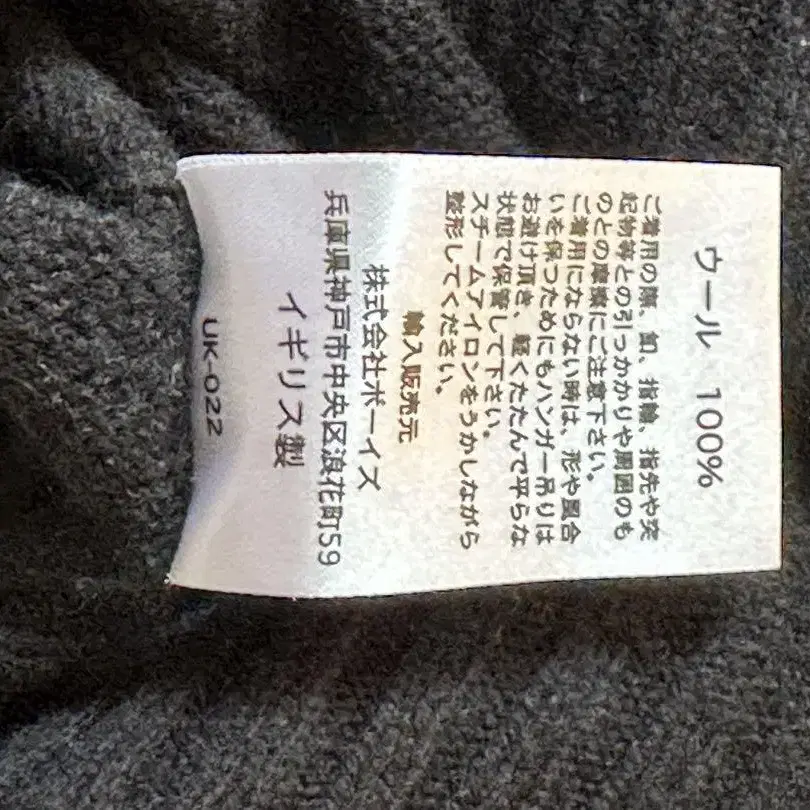 ウール 100%
ご着用の際、釦、指輪、指先や突
起物等との引っかかりや周囲のも
のとの摩擦にご注意下さい。
ご着用にならない時は、形や風合
いを保つためにもハンガー吊りは
お避け頂き、軽くたたんで平らな
状態で保管して下さい。
スチームアイロンをうかしながら
整形してください。
輸入販売元
株式会社ボーイズ
兵庫県神戸市中央区浪花町59
イギリス製
UK-022